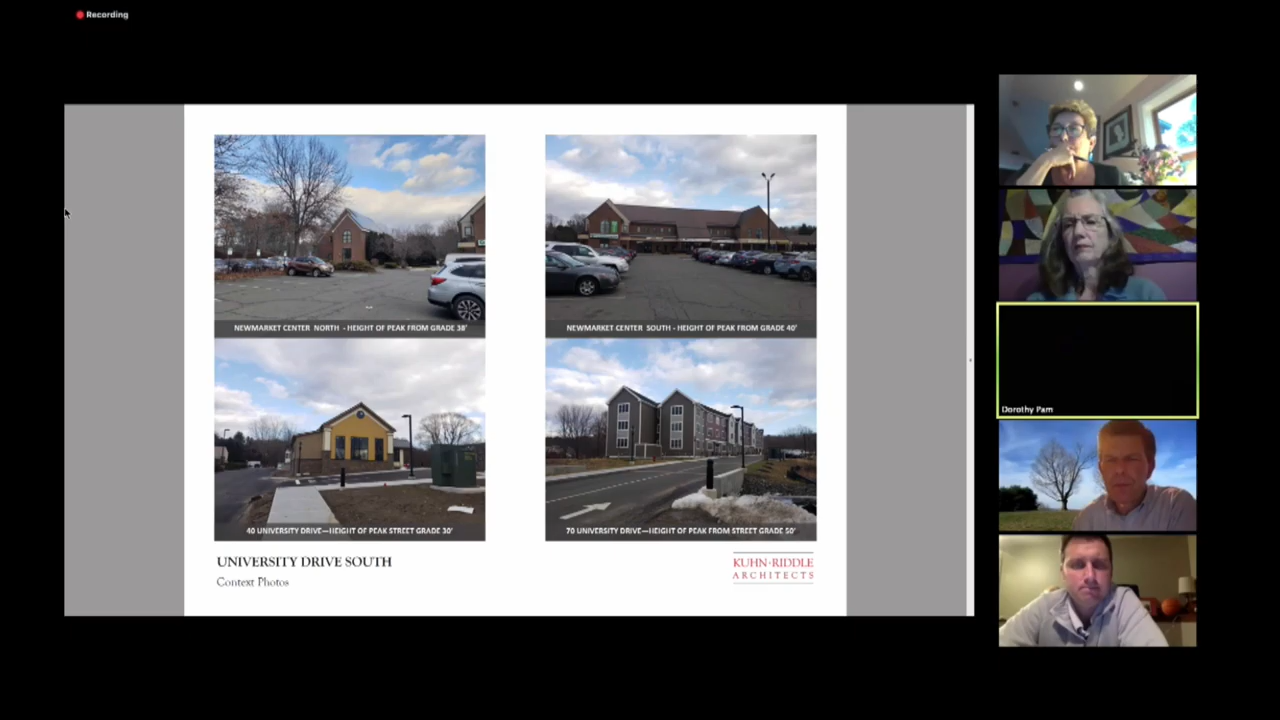 Recording
NEWMARKET CENTER NORTH - HEIGHT OF PEAK FROM GRADE 38'
NEWMARKET CENTER SOUTH - HEIGHT OF PEAK FROM GRADE 40'
40 UNIVERSITY DRIVE—HEIGHT OF PEAK STREET GRADE 30'
70 UNIVERSITY DRIVE—HEIGHT OF PEAK FROM STREET GRADE 50'
UNIVERSITY DRIVE SOUTH
Context Photos
KUHN·RIDDLE
ARCHITECTS
Dorothy Pam